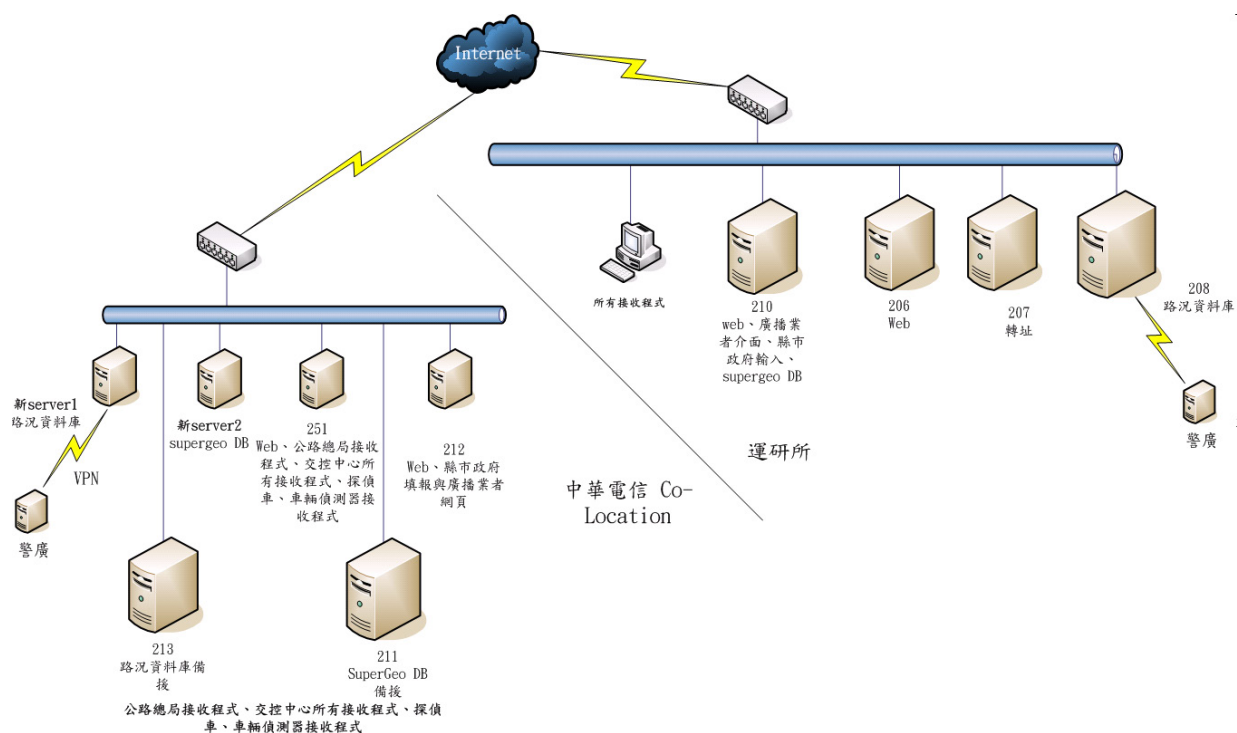 Internet
所有接收程式
210
web、廣播業
者介面、縣市
政府輸入、
supergeo DB
206
Web
207
轉址
208
路況資料庫
警廣
運研所
中華電信 Co-
Location
新server1
路況資料庫
VPN
警廣
新server2
supergeo DB
251
Web、公路總局接收
程式、交控中心所
有接收程式、探偵
車、車輛偵測器接
收程式
212
Web、縣市政府
填報與廣播業者
網頁
213
路況資料庫備
援
211
SuperGeo DB
備援
公路總局接收程式、交控中心所有接收程式、探偵
車、車輛偵測器接收程式